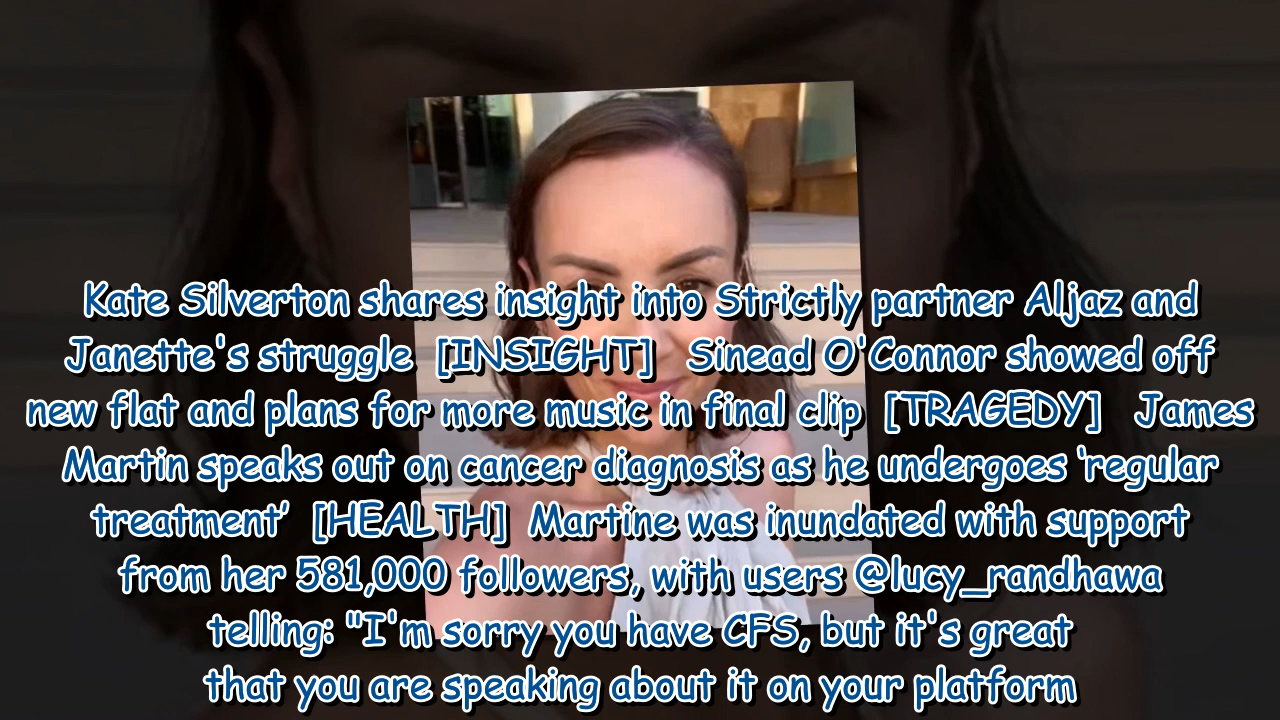 Kate Silverton shares insight into Strictly partner Aljaz and
Janette's struggle [INSIGHT] Sinead O'Connor showed off
new flat and plans for more music in final clip [TRAGEDY] James
Martin speaks out on cancer diagnosis as he undergoes ‘regular
treatment’ [HEALTH] Martine was inundated with support
from her 581,000 followers, with users @lucy_randhawa
telling: "I'm sorry you have CFS, but it's great
that you are speaking about it on your platform